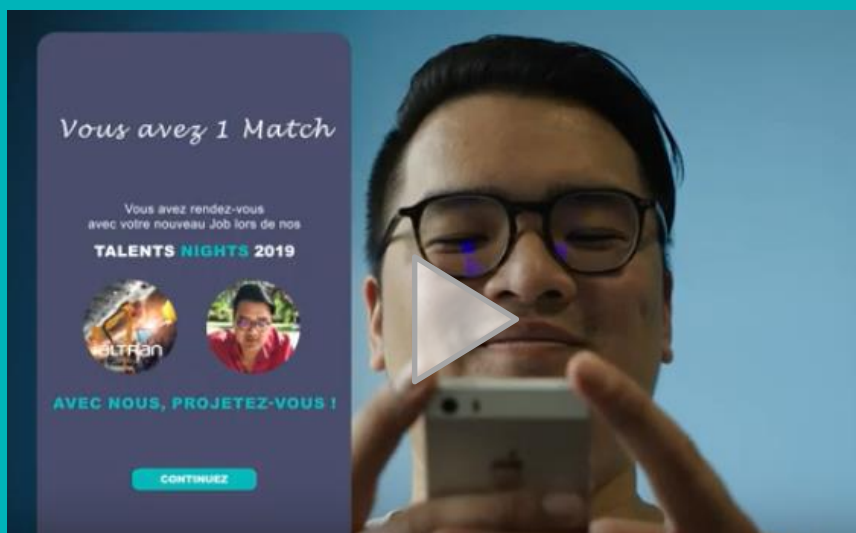 Vous avez 1 Match
Vous avez rendez-vous
avec votre nouveau Job lors de nos
TALENTS NIGHTS 2019
aLTRan
AVEC NOUS, PROJETEZ-VOUS !
CONTINUEZ